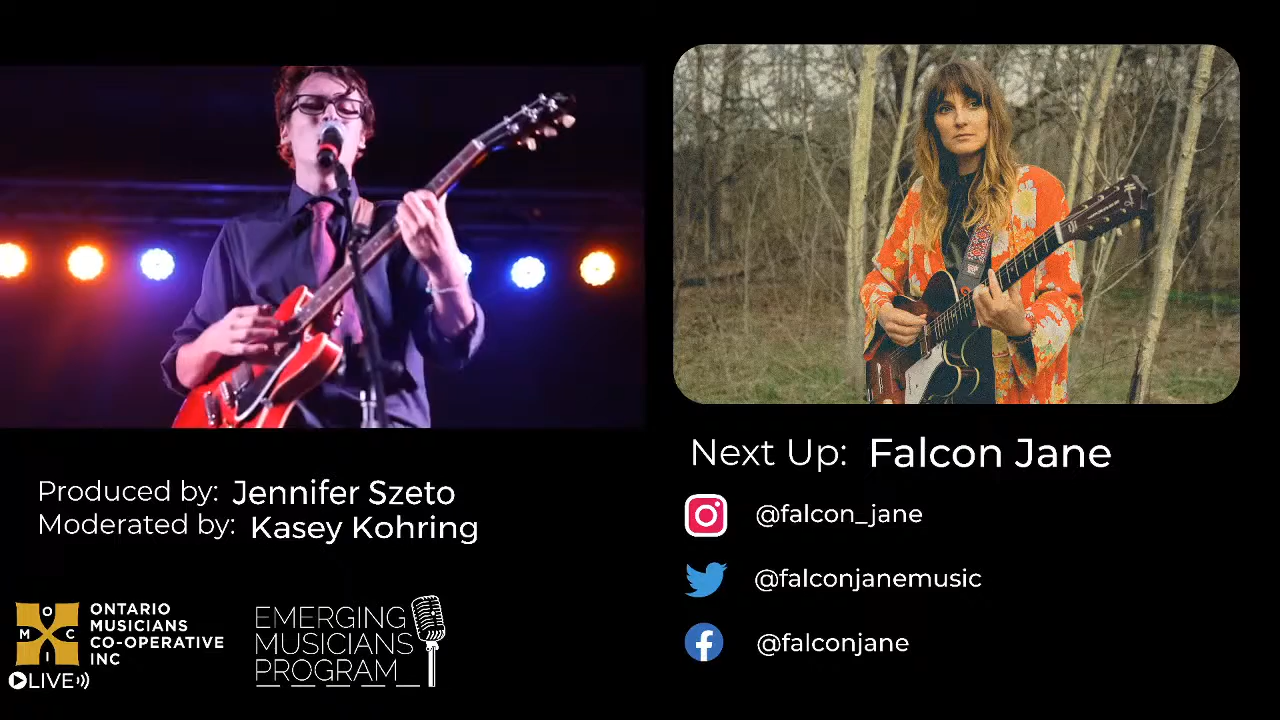 Produced by: Jennifer Szeto
Moderated by: Kasey Kohring
O
M C
I
ONTARIO
MUSICIANS
CO-OPERATIVE
INC
LIVE
EMERGING
MUSICIANS
PROGRAM
Next Up: Falcon Jane
@falcon_jane
@falconjanemusic
@falconjane